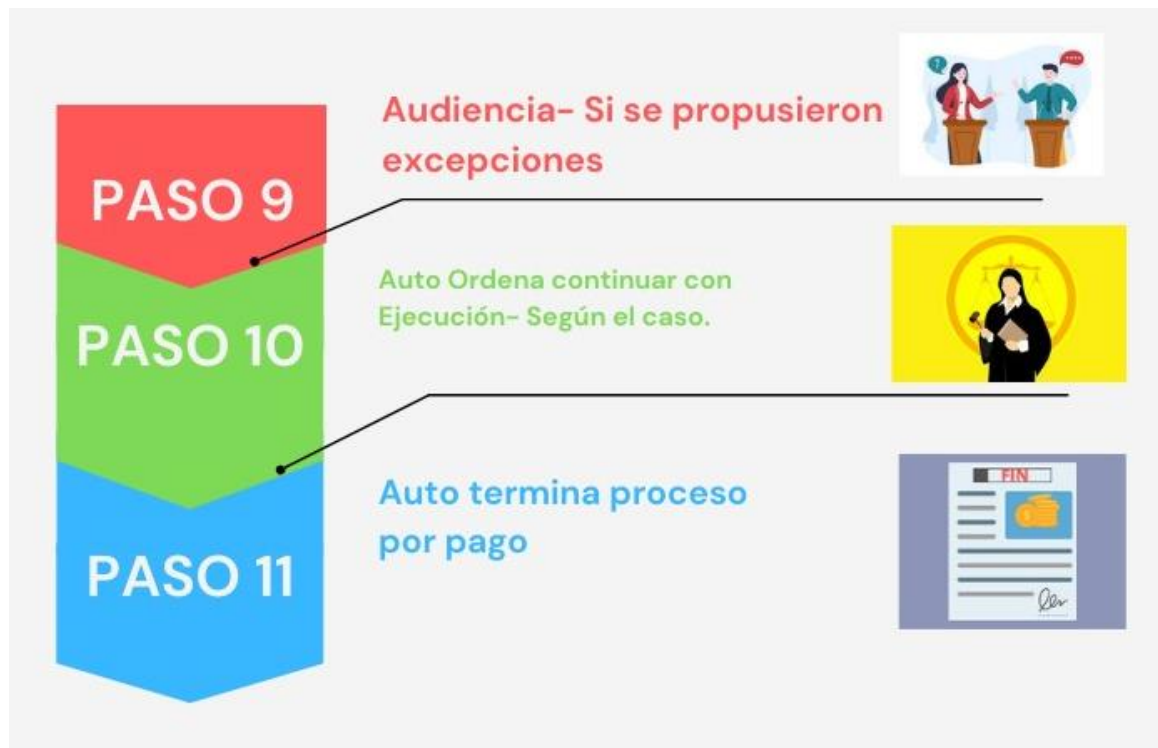 PASO 9
Audiencia- Si se propusieron
excepciones
PASO 10
Auto Ordena continuar con
Ejecución- Según el caso.
PASO 11
Auto termina proceso
por pago
FIN